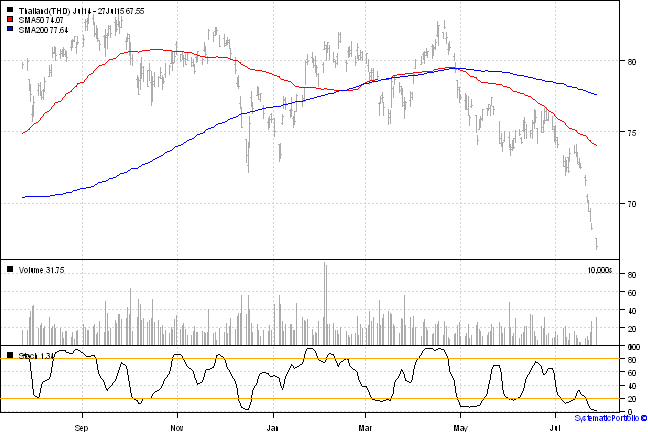 Thailand(THD) Jul14 - 27Jul15 67.55
SMA50 74.07
SMA200 77.64
80
75
70
Volume 31.75
10,000s
80
60
40
20
0
Stoch 1.34
100
80
60
40
20
0
Sep Nov Jan Mar May Jul
SystematicPortfolio ©